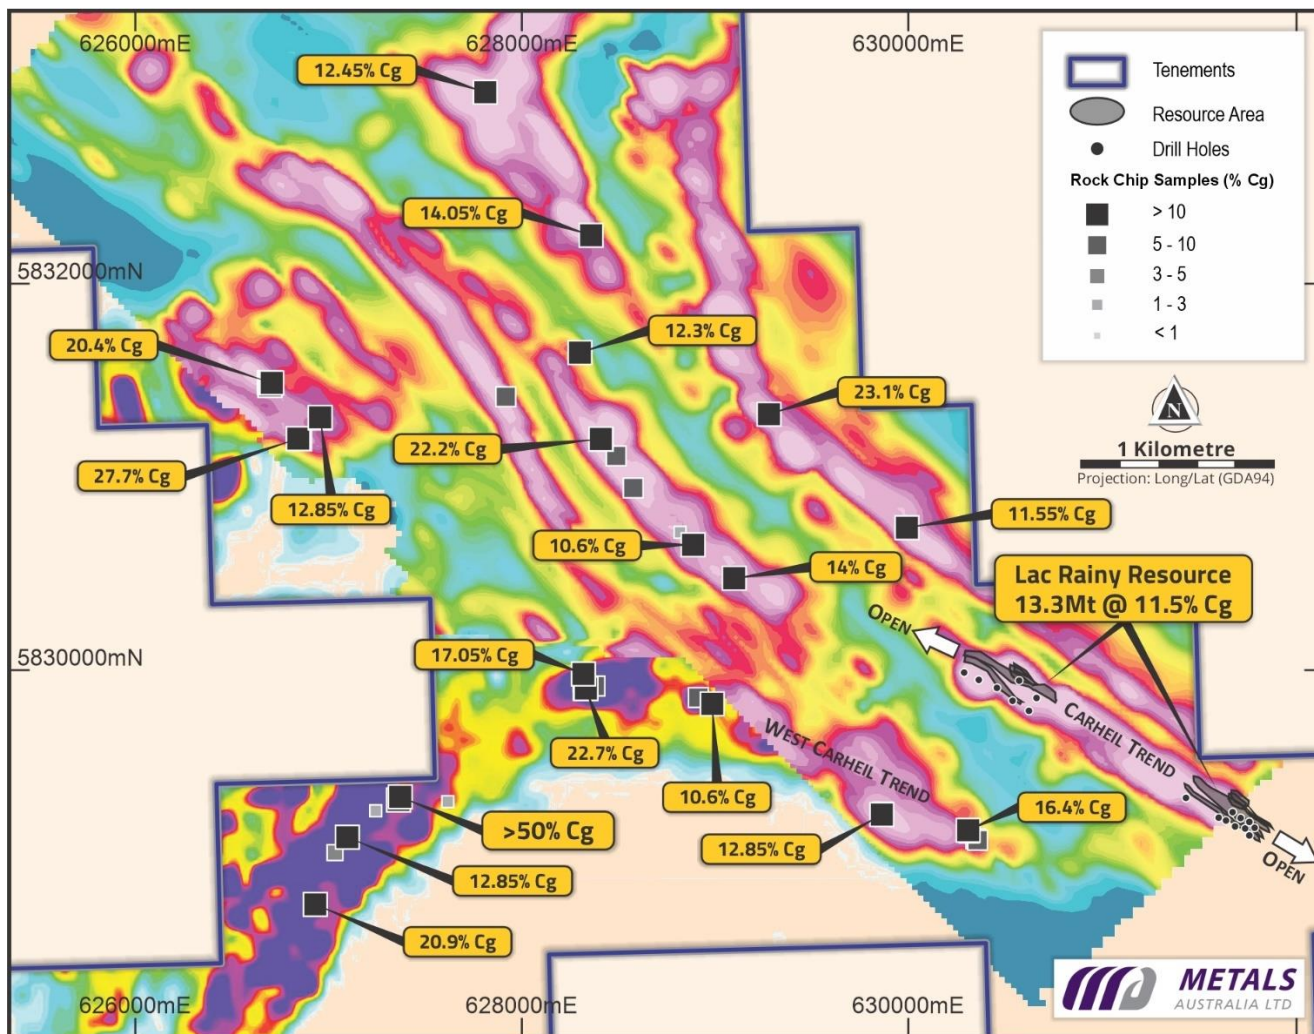 626000mE
628000mE
630000mE
Tenements
Resource Area
Drill Holes
Rock Chip Samples (% Cg)
> 10
5 - 10
3 - 5
1 - 3
< 1
N
1 Kilometre
Projection: Long/Lat (GDA94)
12.45% Cg
14.05% Cg
5832000mN
20.4% Cg
12.3% Cg
23.1% Cg
22.2% Cg
27.7% Cg
12.85% Cg
11.55% Cg
10.6% Cg
14% Cg
Lac Rainy Resource
13.3Mt @ 11.5% Cg
OPEN
17.05% Cg
5830000mN
CARHEIL TREND
WEST CARHEIL TREND
22.7% Cg
10.6% Cg
16.4% Cg
>50% Cg
12.85% Cg
OPEN
12.85% Cg
20.9% Cg
626000mE
628000mE
630000mE
METALS
AUSTRALIA LTD